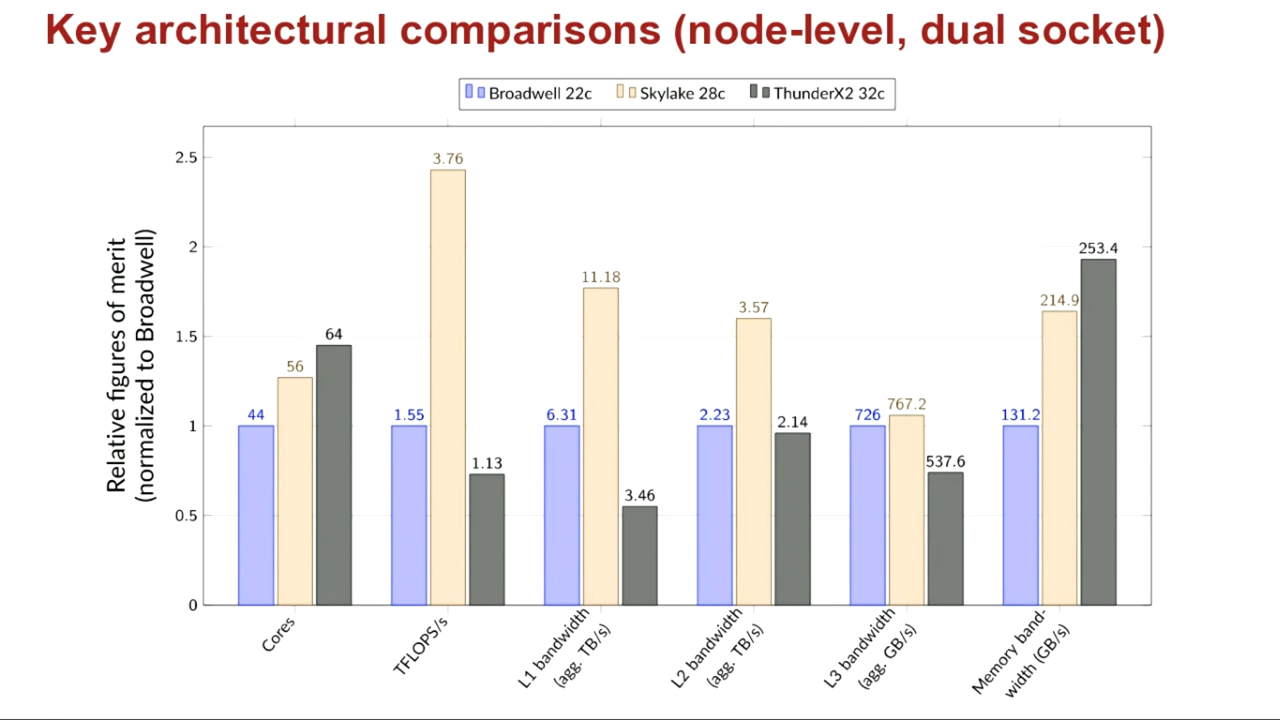 Key architectural comparisons (node-level, dual socket)
Broadwell 22c Skylake 28c ThunderX2 32c
Relative figures of merit
(normalized to Broadwell)
2.5
2
1.5
1
0.5
0
44 56 64
1.55 3.76 1.13
6.31 11.18 3.46
2.23 3.57 2.14
726 767.2 537.6
131.2 214.9 253.4
Cores
TFLOPS/s
L1 bandwidth
(agg. TB/s)
L2 bandwidth
(agg. TB/s)
L3 bandwidth
(agg. GB/s)
Memory band-
width (GB/s)